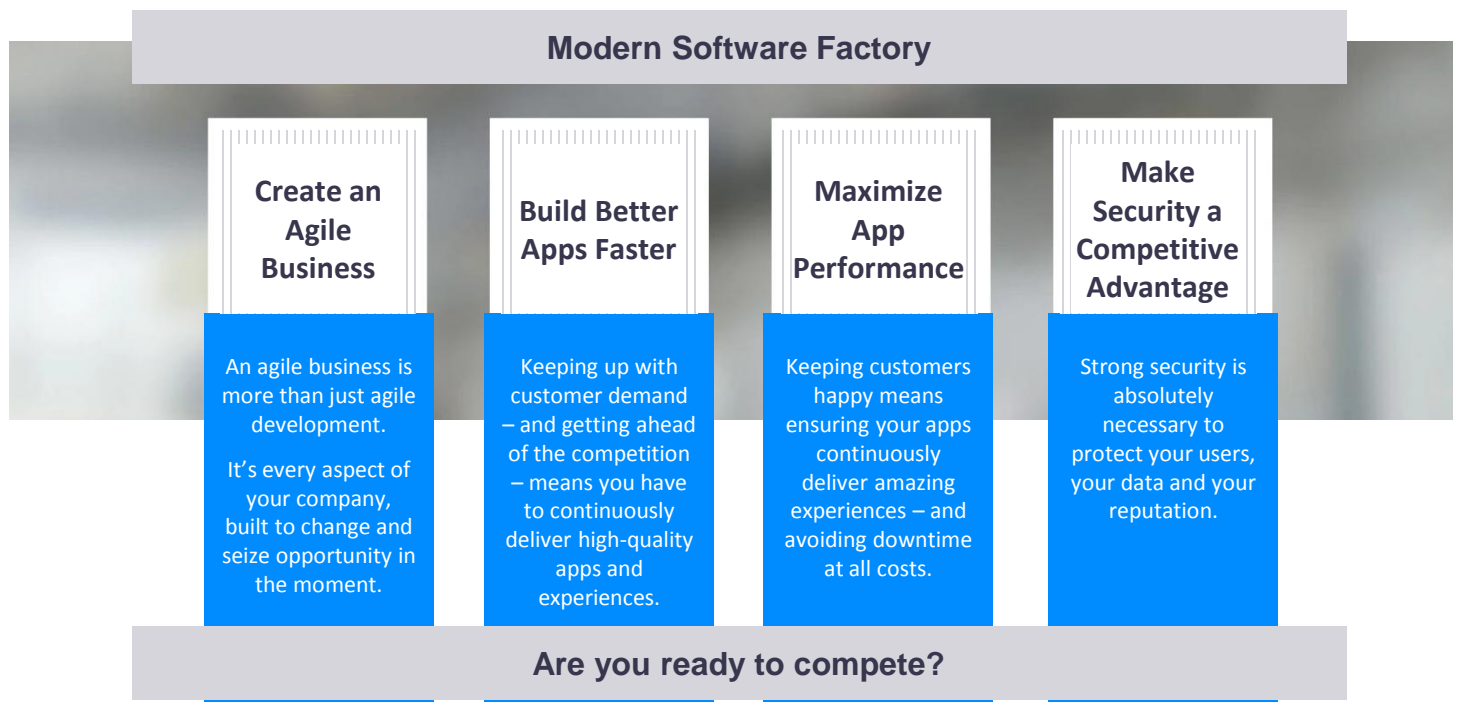 Modern Software Factory
Create an
Agile
Business
An agile business is
more than just agile
development.
It’s every aspect of
your company,
built to change and
seize opportunity in
the moment.
Build Better
Apps Faster
Keeping up with
customer demand
– and getting ahead
of the competition
– means you have
to continuously
deliver high-quality
apps and
experiences.
Maximize
App
Performance
Keeping customers
happy means
ensuring your apps
continuously
deliver amazing
experiences – and
avoiding downtime
at all costs.
Make
Security a
Competitive
Advantage
Strong security is
absolutely
necessary to
protect your users,
your data and your
reputation.
Are you ready to compete?